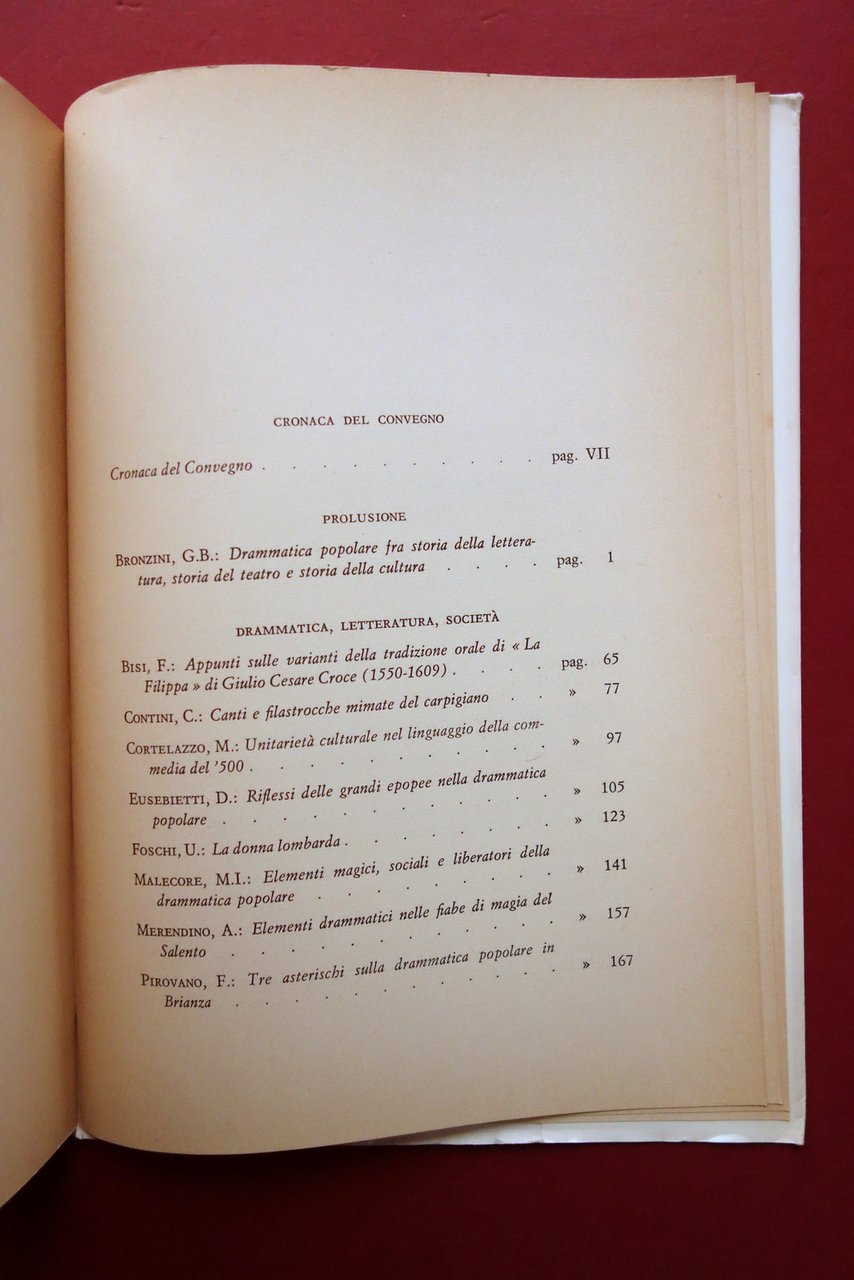 CRONACA DEL CONVEGNO
Cronaca del Convegno . . . . . . . . . . pag. VII
PROLUSIONE
BRONZINI, G.B.: Drammatica popolare fra storia della lettera-
tura, storia del teatro e storia della cultura . . . . pag. 1
DRAMMATICA, LETTERATURA, SOCIETÀ
BISI, F.: Appunti sulle varianti della tradizione orale di « La
Filippa » di Giulio Cesare Croce (1550-1609) . . . . pag. 65
CONTINI, C.: Canti e filastrocche mimate del carpigiano . . » 77
CORTELAZZO, M.: Unitarietà culturale nel linguaggio della com-
media del '500 . . . . . . . . . . » 97
EUSEBIETTI, D.: Riflessi delle grandi epopee nella drammatica
popolare . . . . . . . . . . . . » 105
FOSCHI, U.: La donna lombarda . . . . . . . . » 123
MALECORE, M.I.: Elementi magici, sociali e liberatori della
drammatica popolare . . . . . . . . » 141
MERENDINO, A.: Elementi drammatici nelle fiabe di magia del
Salento . . . . . . . . . . . . » 157
PIROVANO, F.: Tre asterischi sulla drammatica popolare in
Brianza . . . . . . . . . . . . » 167